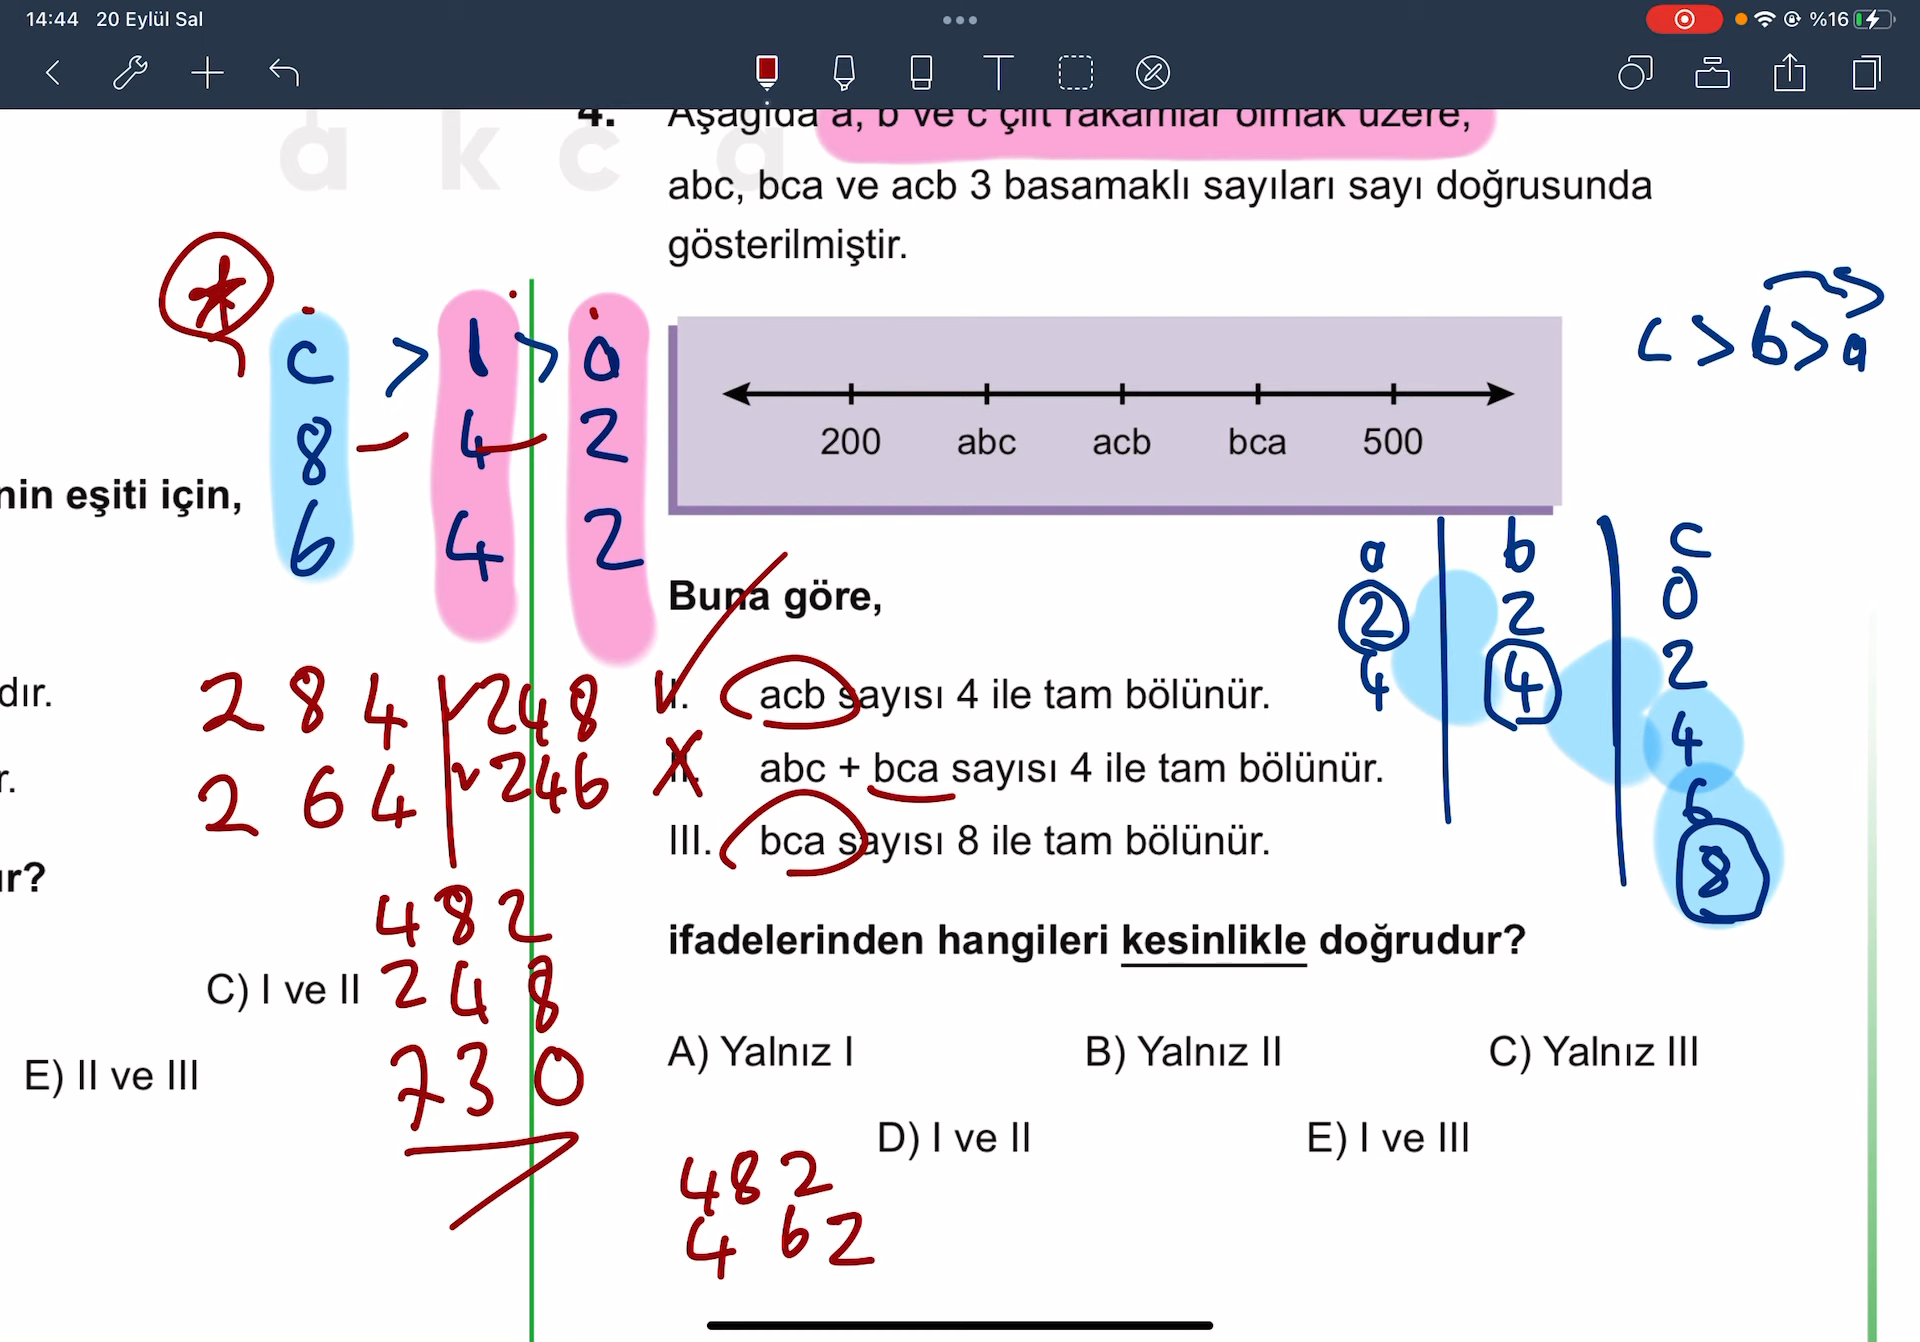 14:44 20 Eylül Sal
%16
a k c a
4. Aşağıda a, b ve c çift rakamlar olmak üzere,
abc, bca ve acb 3 basamaklı sayıları sayı doğrusunda
gösterilmiştir.
c > b > a
8 4 2
6 4 2
c > b > a
200 abc acb bca 500
nin eşiti için,
a b c
2 2 0
4 4 2
4
6
8
Buna göre,
dır.
I. acb sayısı 4 ile tam bölünür.
II. abc + bca sayısı 4 ile tam bölünür.
III. bca sayısı 8 ile tam bölünür.
284 248
264 246
r.
ır?
482
248
730
ifadelerinden hangileri kesinlikle doğrudur?
C) I ve II
E) II ve III
A) Yalnız I B) Yalnız II C) Yalnız III
D) I ve II E) I ve III
482
462